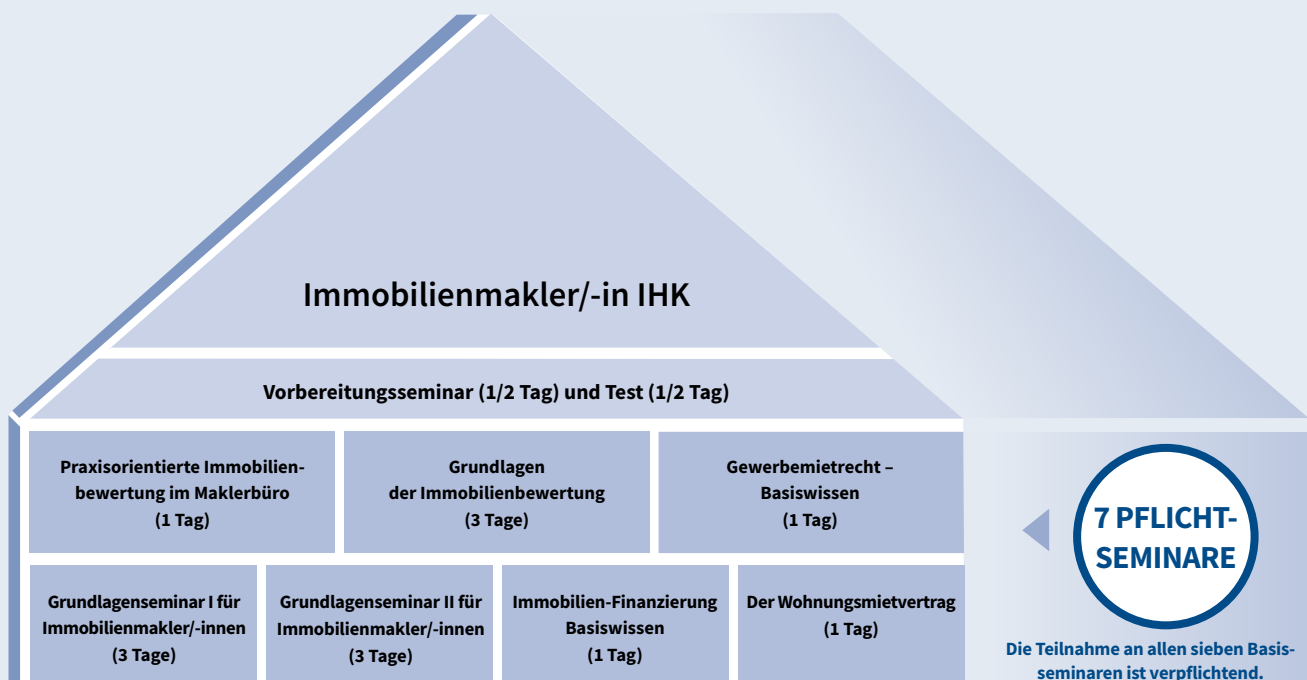 Immobilienmakler/-in IHK
Vorbereitungsseminar (1/2 Tag) und Test (1/2 Tag)
Praxisorientierte Immobilien-
bewertung im Maklerbüro
(1 Tag)
Grundlagen
der Immobilienbewertung
(3 Tage)
Gewerbemietrecht –
Basiswissen
(1 Tag)
Grundlagenseminar I für
Immobilienmakler/-innen
(3 Tage)
Grundlagenseminar II für
Immobilienmakler/-innen
(3 Tage)
Immobilien-Finanzierung
Basiswissen
(1 Tag)
Der Wohnungsmietvertrag
(1 Tag)
7 PFLICHT-
SEMINARE
Die Teilnahme an allen sieben Basis-
seminaren ist verpflichtend.